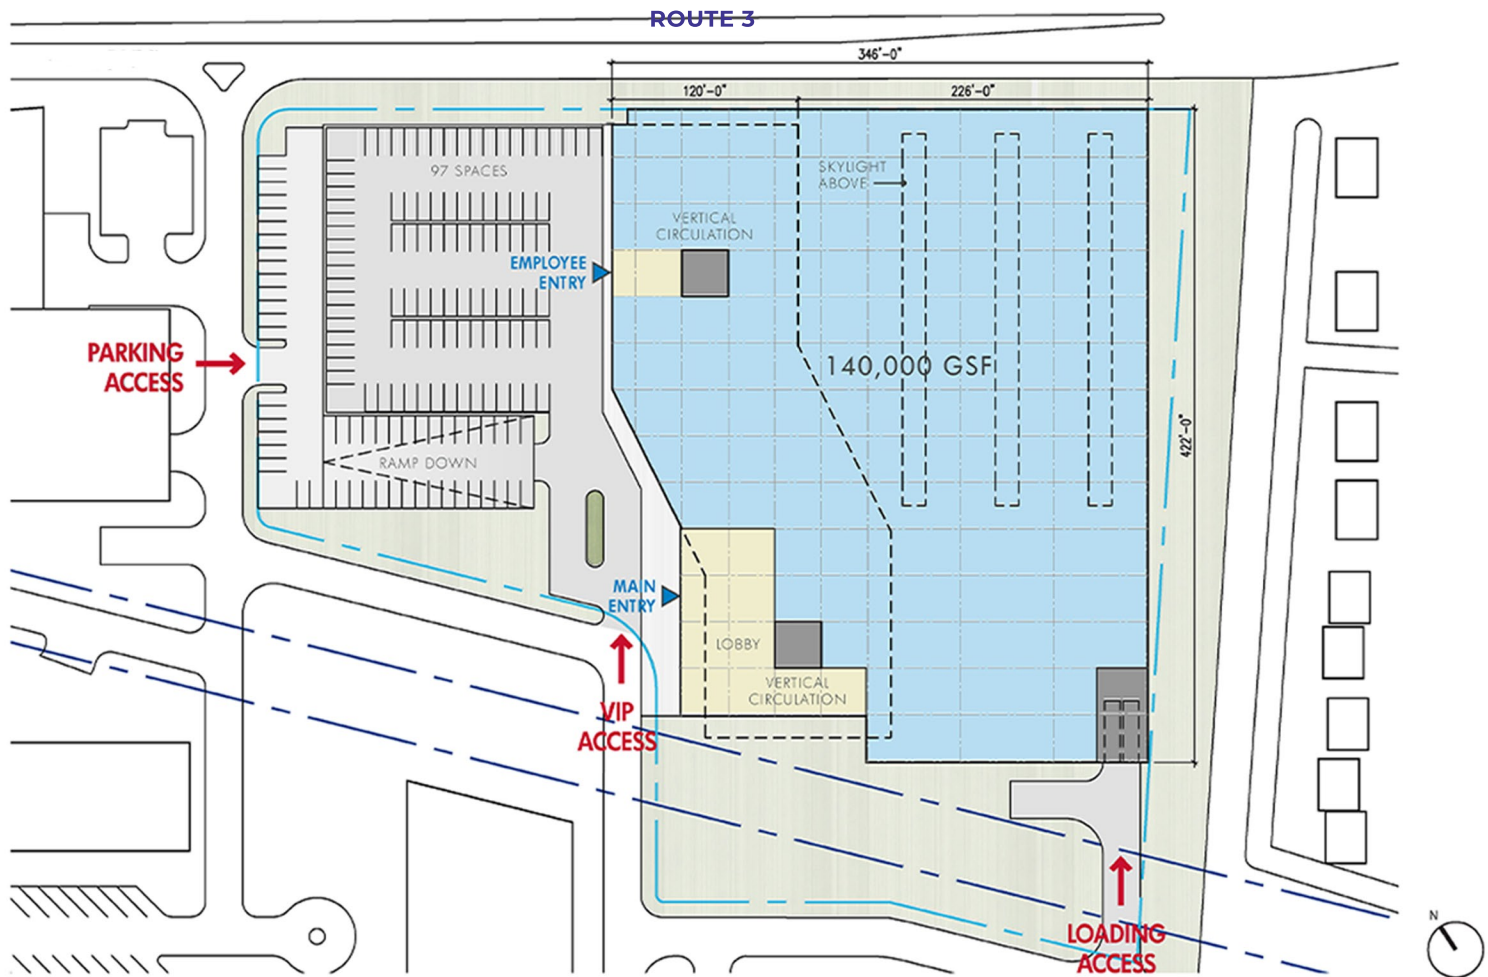 ROUTE 3
346'-0"
120'-0"
226'-0"
97 SPACES
SKYLIGHT
ABOVE
VERTICAL
CIRCULATION
EMPLOYEE
ENTRY
PARKING
ACCESS
140,000 GSF
422'-0"
RAMP DOWN
MAIN
ENTRY
LOBBY
VERTICAL
CIRCULATION
VIP
ACCESS
LOADING
ACCESS
N